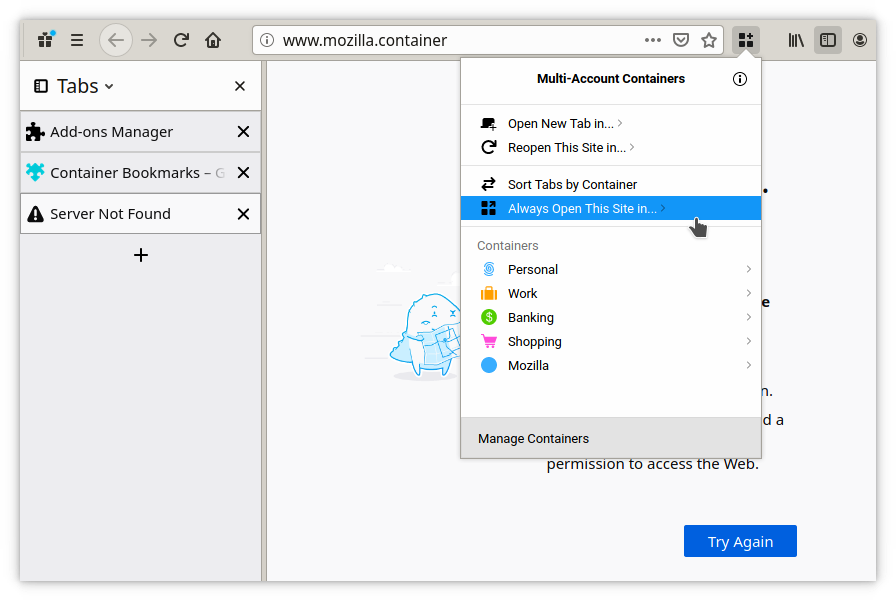 www.mozilla.container
Tabs
Multi-Account Containers
Add-ons Manager
Open New Tab in...
Reopen This Site in...
Container Bookmarks – G
Sort Tabs by Container
Server Not Found
Always Open This Site in...
Containers
Personal
Work
Banking
Shopping
Mozilla
n.
d a
Manage Containers
permission to access the Web.
Try Again